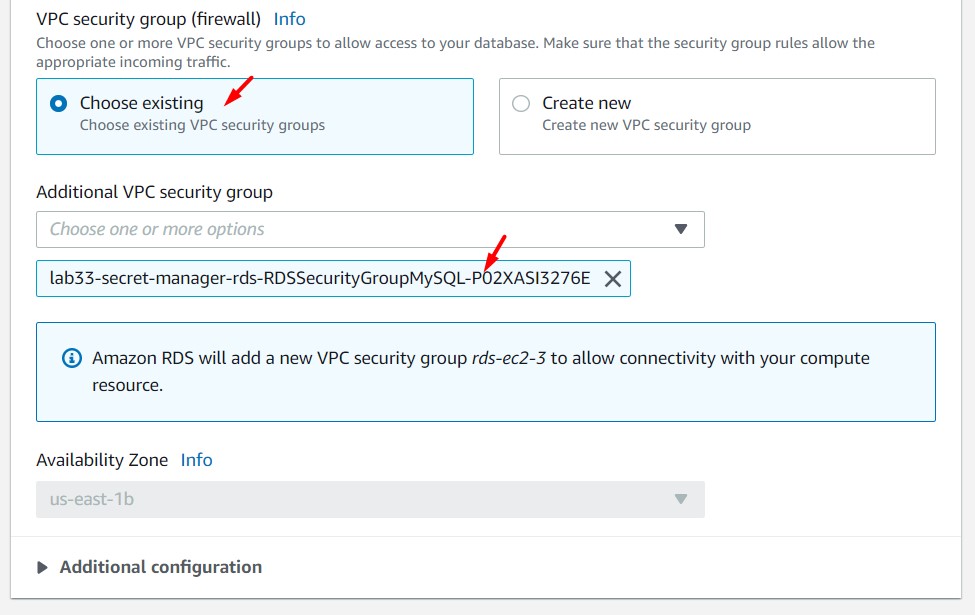 VPC security group (firewall) Info
Choose one or more VPC security groups to allow access to your database. Make sure that the security group rules allow the
appropriate incoming traffic.
Choose existing
Choose existing VPC security groups
Create new
Create new VPC security group
Additional VPC security group
Choose one or more options
lab33-secret-manager-rds-RDSSecurityGroupMySQL-P02XASI3276E
Amazon RDS will add a new VPC security group rds-ec2-3 to allow connectivity with your compute
resource.
Availability Zone Info
us-east-1b
Additional configuration